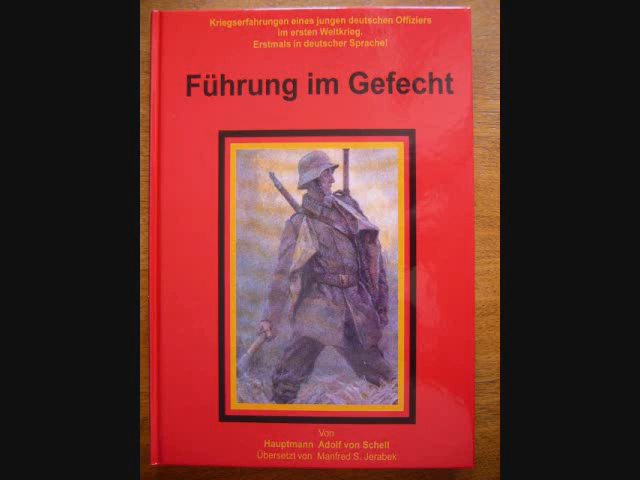 Kriegserfahrungen eines jungen deutschen Offiziers
im ersten Weltkrieg.
Erstmals in deutscher Sprache!
Führung im Gefecht
Von
Hauptmann Adolf von Schell
Übersetzt von Manfred S. Jerabek